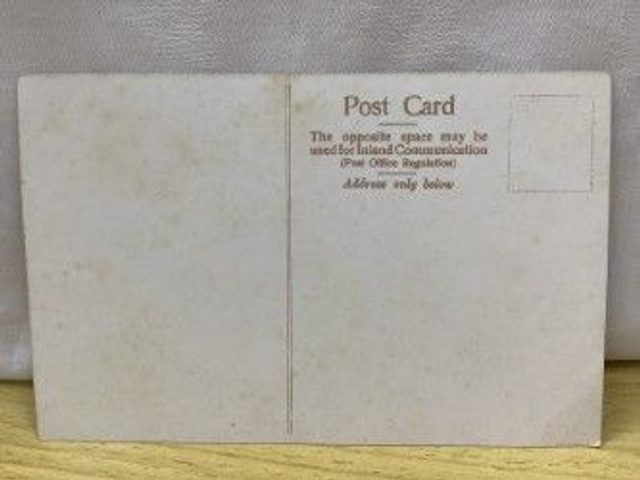 Post Card
The opposite space may be
used for Inland Communication
(Post Office Regulation)
Address only below